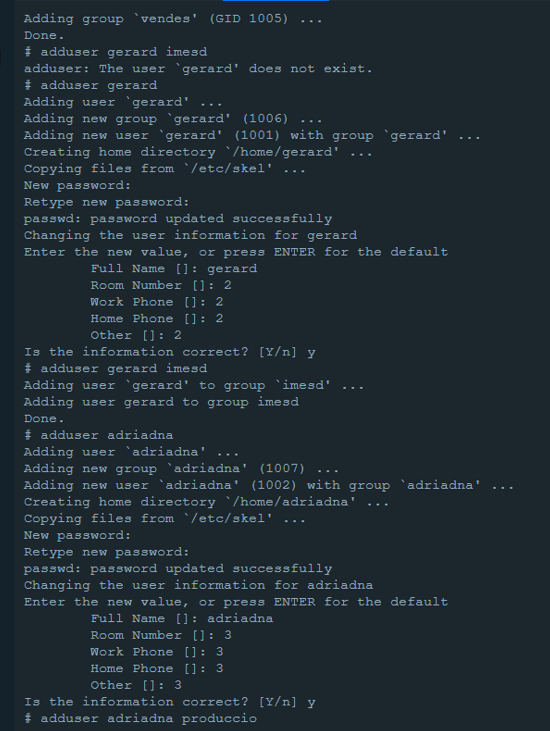 Adding group `vendes' (GID 1005) ...
Done.
# adduser gerard imesd
adduser: The user `gerard' does not exist.
# adduser gerard
Adding user `gerard' ...
Adding new group `gerard' (1006) ...
Adding new user `gerard' (1001) with group `gerard' ...
Creating home directory `/home/gerard' ...
Copying files from `/etc/skel' ...
New password:
Retype new password:
passwd: password updated successfully
Changing the user information for gerard
Enter the new value, or press ENTER for the default
        Full Name []: gerard
        Room Number []: 2
        Work Phone []: 2
        Home Phone []: 2
        Other []: 2
Is the information correct? [Y/n] y
# adduser gerard imesd
Adding user `gerard' to group `imesd' ...
Adding user gerard to group imesd
Done.
# adduser adriadna
Adding user `adriadna' ...
Adding new group `adriadna' (1007) ...
Adding new user `adriadna' (1002) with group `adriadna' ...
Creating home directory `/home/adriadna' ...
Copying files from `/etc/skel' ...
New password:
Retype new password:
passwd: password updated successfully
Changing the user information for adriadna
Enter the new value, or press ENTER for the default
        Full Name []: adriadna
        Room Number []: 3
        Work Phone []: 3
        Home Phone []: 3
        Other []: 3
Is the information correct? [Y/n] y
# adduser adriadna produccio